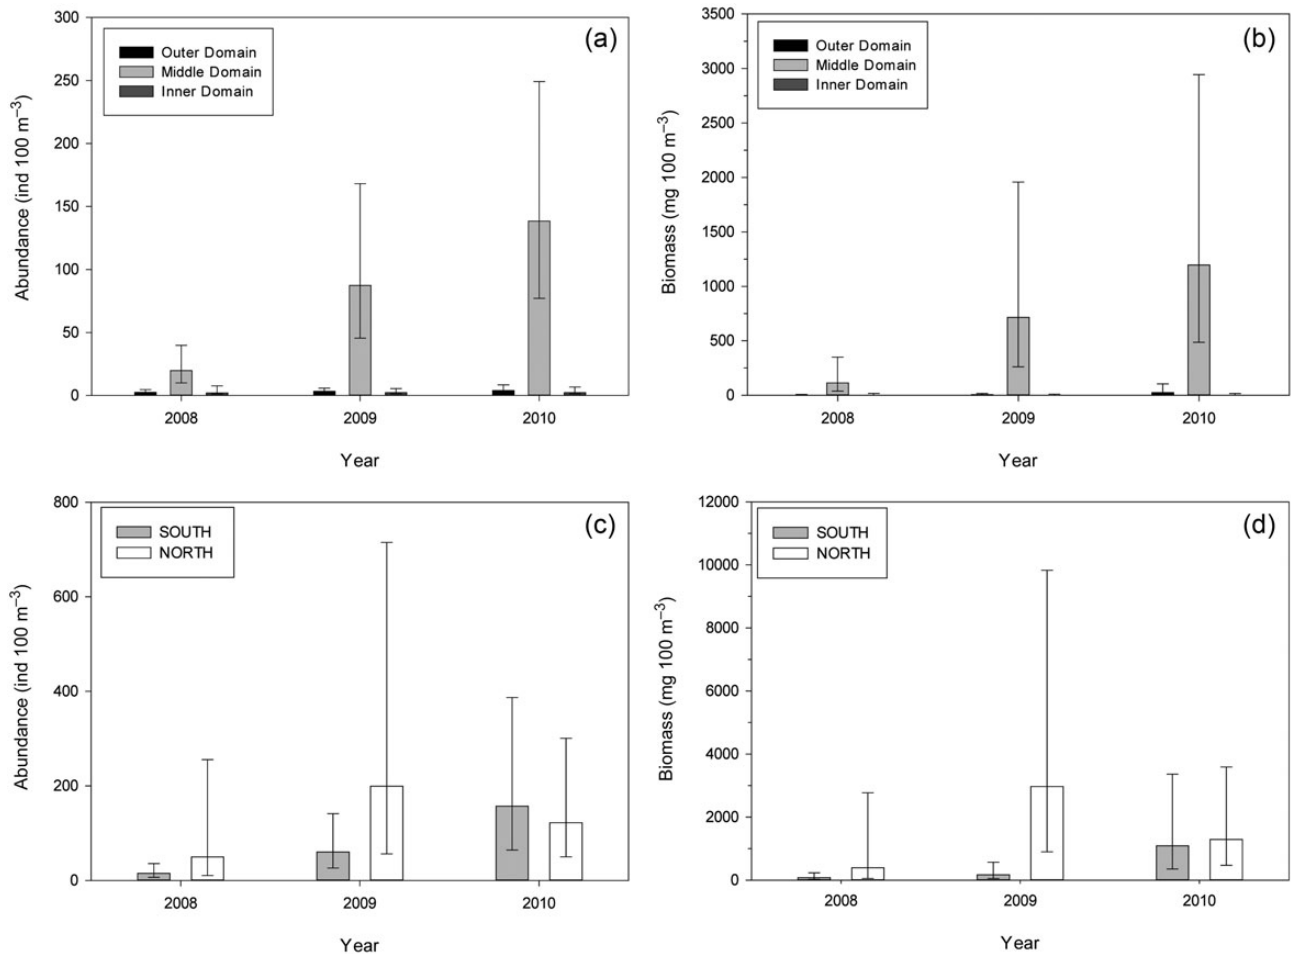 (a)
Outer Domain
Middle Domain
Inner Domain
Abundance (ind 100 m⁻³)
300
250
200
150
100
50
0
2008 2009 2010
Year
(b)
Outer Domain
Middle Domain
Inner Domain
Biomass (mg 100 m⁻³)
3500
3000
2500
2000
1500
1000
500
0
2008 2009 2010
Year
(c)
SOUTH
NORTH
Abundance (ind 100 m⁻³)
800
600
400
200
0
2008 2009 2010
Year
(d)
SOUTH
NORTH
Biomass (mg 100 m⁻³)
12000
10000
8000
6000
4000
2000
0
2008 2009 2010
Year